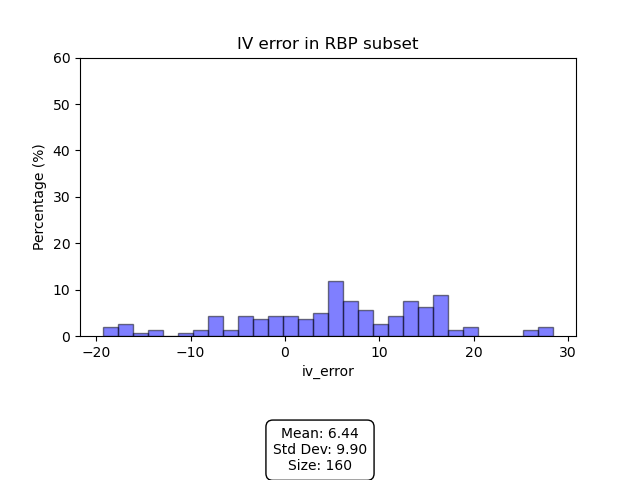 IV error in RBP subset
60
50
40
30
20
10
0
Percentage (%)
−20 −10 0 10 20 30
iv_error
Mean: 6.44
Std Dev: 9.90
Size: 160